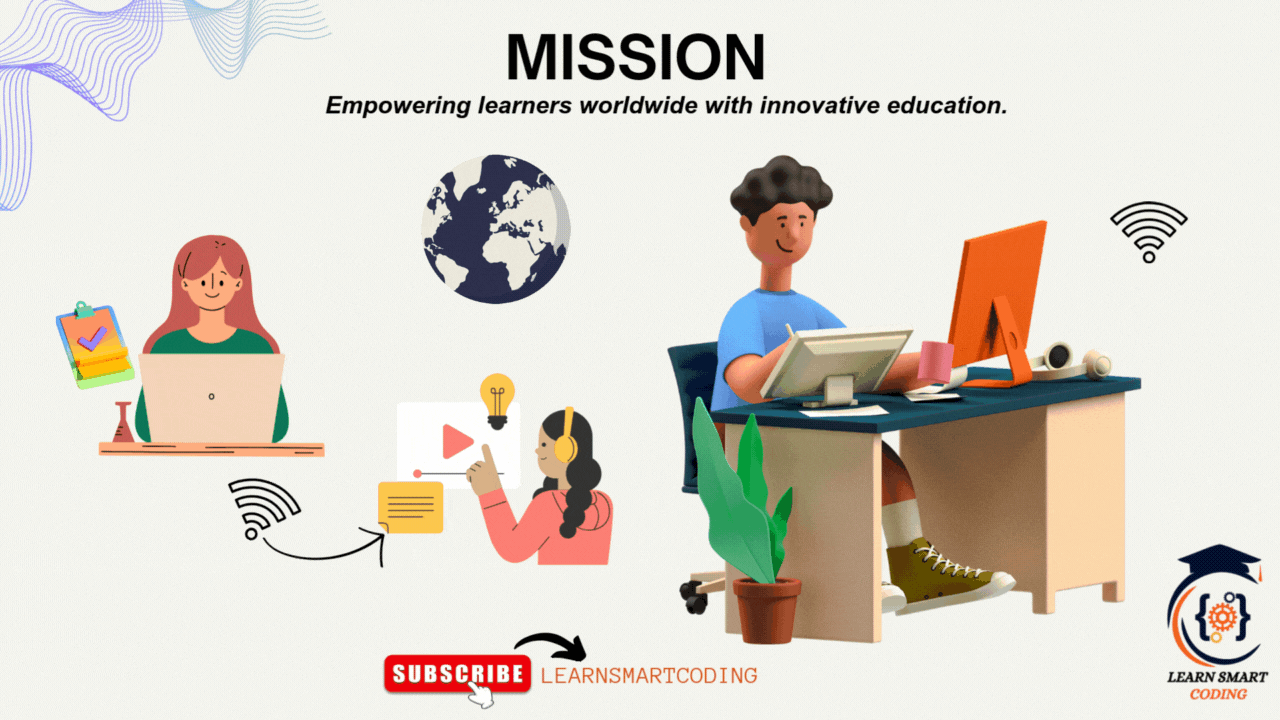 MISSION
Empowering learners worldwide with innovative education.
SUBSCRIBE
LEARNSMARTCODING
LEARN SMART
CODING